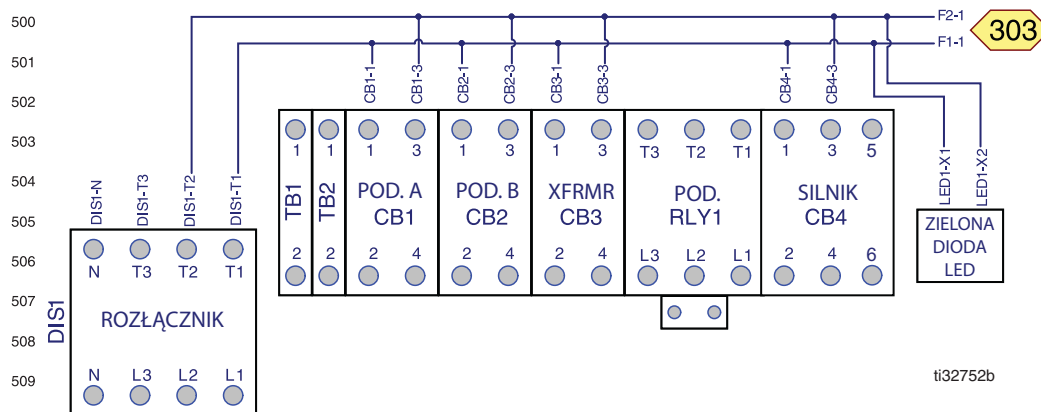 500
501
502
503
504
505
506
507
508
509
F2-1
F1-1
303
CB1-1
CB1-3
CB2-1
CB2-3
CB3-1
CB3-3
CB4-1
CB4-3
LED1-X1
LED1-X2
DIS1-N
DIS1-T3
DIS1-T2
DIS1-T1
1 1 1 3 1 3 1 3 T3 T2 T1 1 3 5
TB1
TB2
POD. A
CB1
POD. B
CB2
XFRMR
CB3
POD.
RLY1
SILNIK
CB4
2 2 2 4 2 4 2 4 L3 L2 L1 2 4 6
ZIELONA
DIODA
LED
DIS1
N T3 T2 T1
ROZŁĄCZNIK
N L3 L2 L1
ti32752b